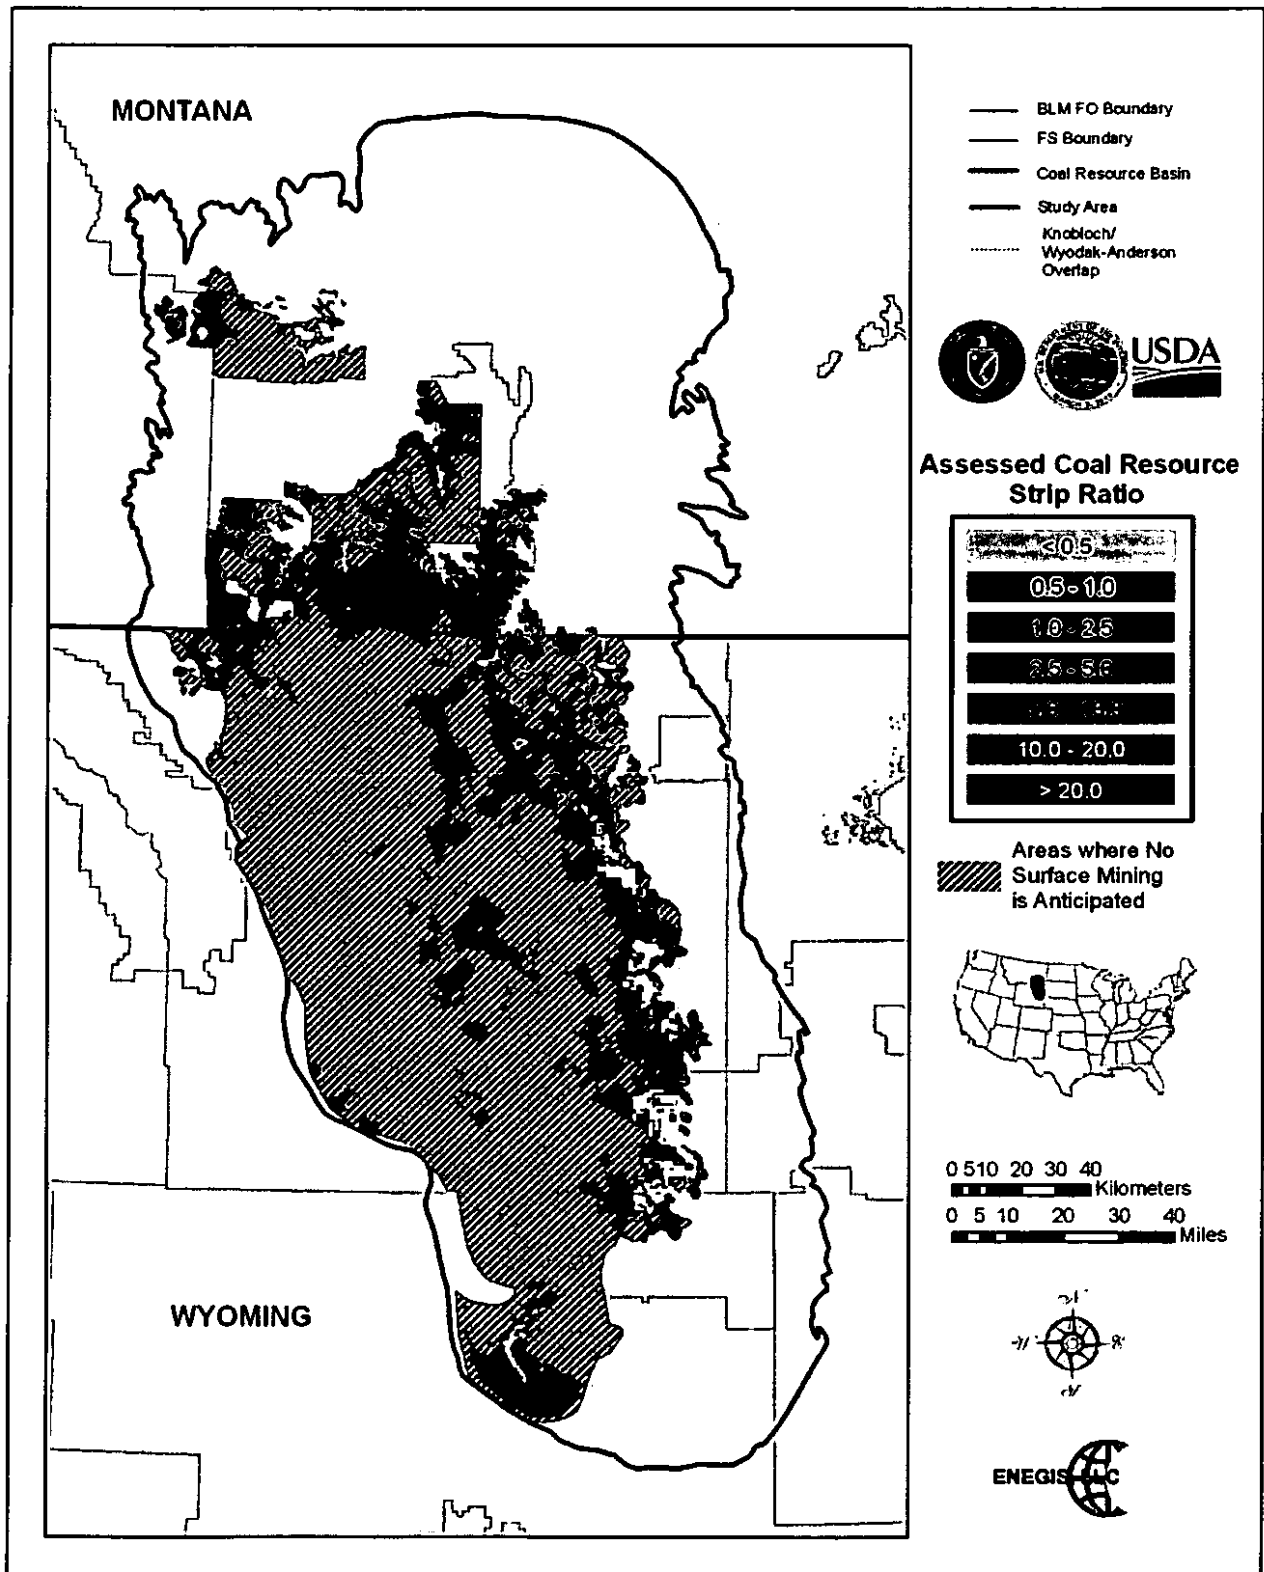 MONTANA
WYOMING
BLM FO Boundary
FS Boundary
Coal Resource Basin
Study Area
Knobloch/
Wyodak-Anderson
Overlap
USDA
Assessed Coal Resource
Strip Ratio
<0.5
0.5 - 1.0
1.0 - 2.5
2.5 - 5.0
10.0 - 20.0
> 20.0
Areas where No
Surface Mining
is Anticipated
0 5 10 20 30 40
Kilometers
0 5 10 20 30 40
Miles
ENEGIS LLC